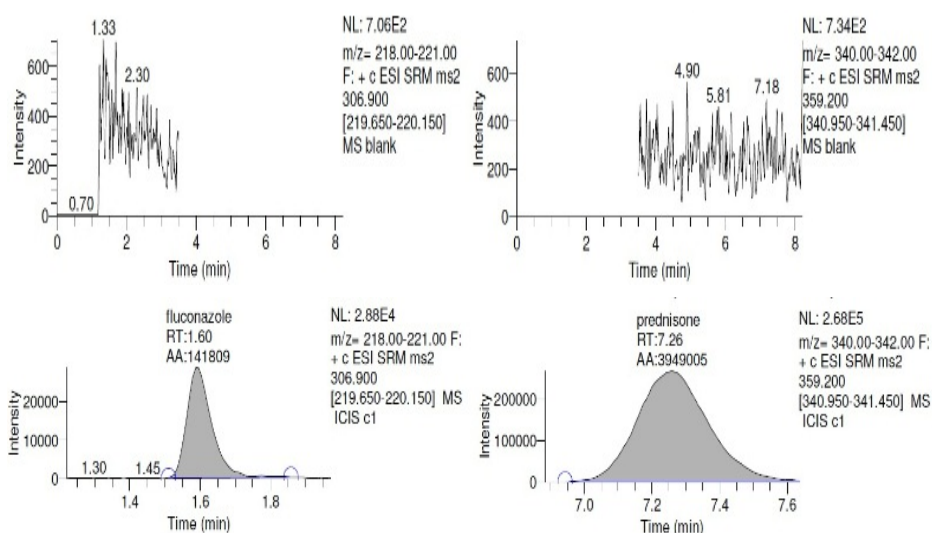 NL: 7.06E2
m/z= 218.00-221.00
F: + c ESI SRM ms2
306.900
[219.650-220.150]
MS blank
1.33
2.30
0.70
Intensity
600
400
200
0
0 2 4 6 8
Time (min)
NL: 7.34E2
m/z= 340.00-342.00
F: + c ESI SRM ms2
359.200
[340.950-341.450]
MS blank
4.90
5.81
7.18
Intensity
600
400
200
0
0 2 4 6 8
Time (min)
fluconazole
RT:1.60
AA:141809
NL: 2.88E4
m/z= 218.00-221.00 F:
+ c ESI SRM ms2
306.900
[219.650-220.150] MS
ICIS c1
Intensity
20000
10000
0
1.30 1.45
1.4 1.6 1.8
Time (min)
prednisone
RT:7.26
AA:3949005
NL: 2.68E5
m/z= 340.00-342.00 F:
+ c ESI SRM ms2
359.200
[340.950-341.450] MS
ICIS c1
Intensity
200000
100000
0
7.0 7.2 7.4 7.6
Time (min)